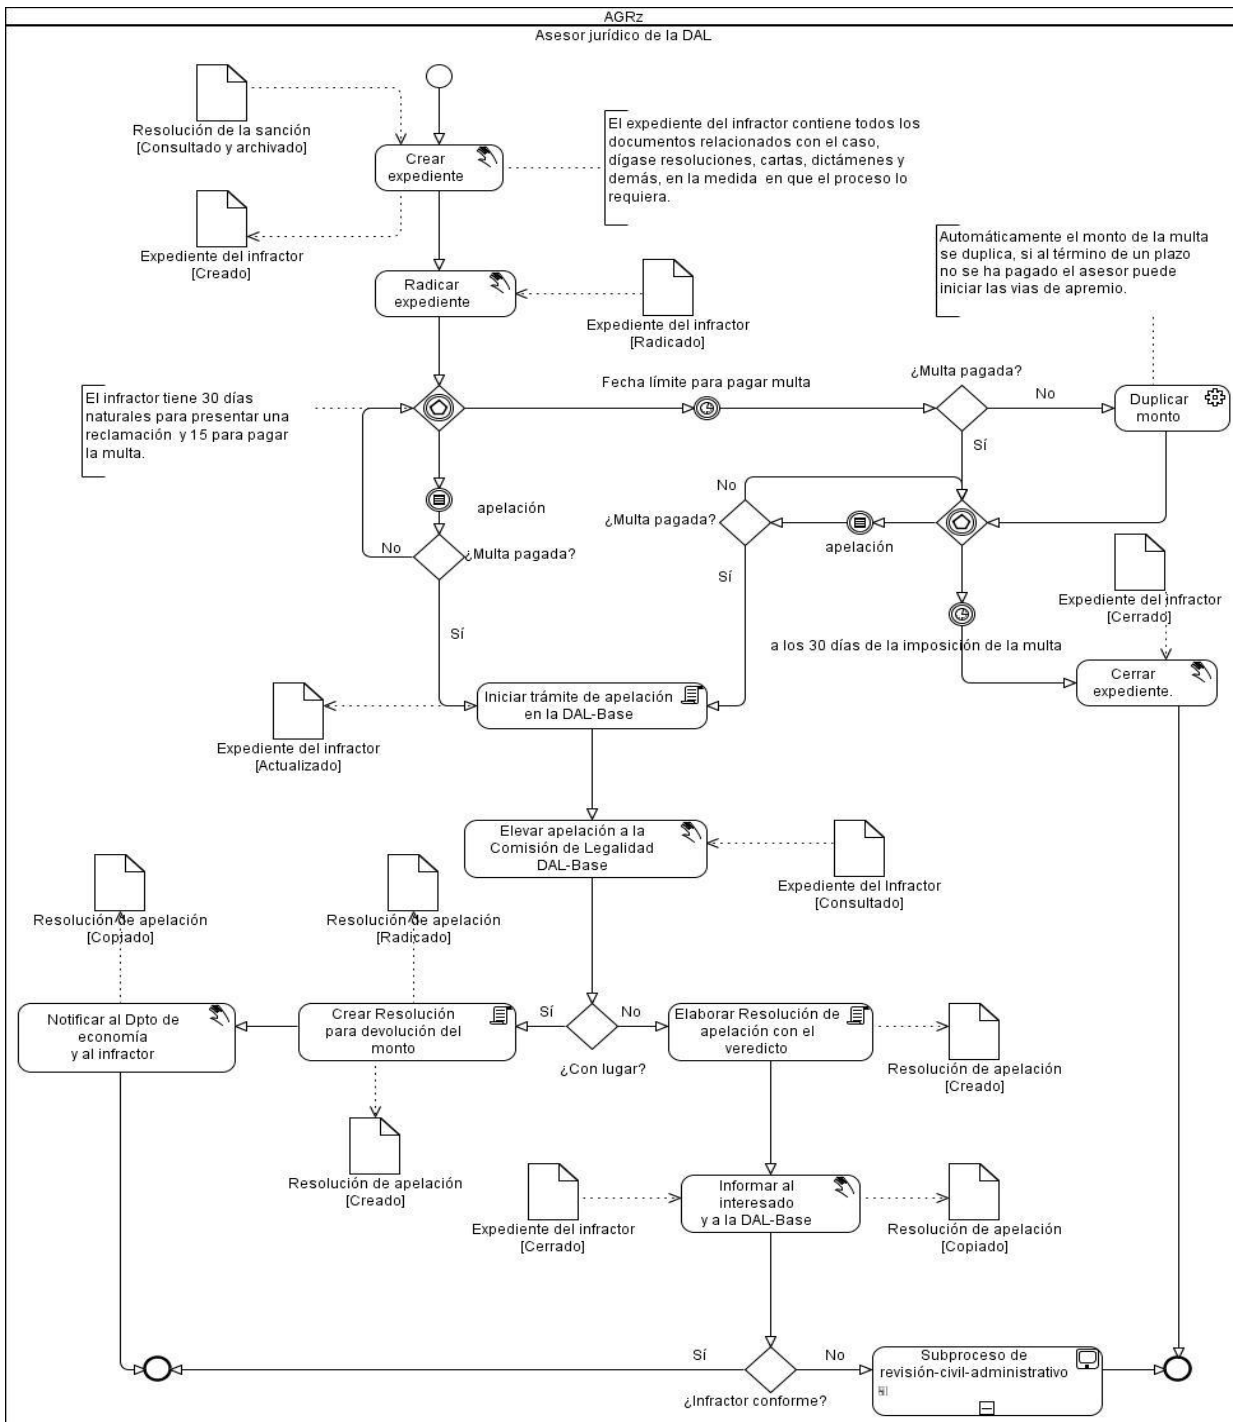 AGRz
Asesor jurídico de la DAL
Resolución de la sanción
[Consultado y archivado]
Crear
expediente
El expediente del infractor contiene todos los
documentos relacionados con el caso,
dígase resoluciones, cartas, dictámenes y
demás, en la medida en que el proceso lo
requiera.
Expediente del infractor
[Creado]
Radicar
expediente
Expediente del infractor
[Radicado]
Automáticamente el monto de la multa
se duplica, si al término de un plazo
no se ha pagado el asesor puede
iniciar las vias de apremio.
El infractor tiene 30 días
naturales para presentar una
reclamación y 15 para pagar
la multa.
Fecha límite para pagar multa
¿Multa pagada?
No
Duplicar
monto
Sí
apelación
No
¿Multa pagada?
Sí
No
¿Multa pagada?
Sí
apelación
a los 30 días de la imposición de la multa
Expediente del infractor
[Cerrado]
Cerrar
expediente.
Iniciar trámite de apelación
en la DAL-Base
Expediente del infractor
[Actualizado]
Elevar apelación a la
Comisión de Legalidad
DAL-Base
Expediente del Infractor
[Consultado]
Resolución de apelación
[Copiado]
Resolución de apelación
[Radicado]
Notificar al Dpto de
economía
y al infractor
Crear Resolución
para devolución del
monto
Sí
No
¿Con lugar?
Elaborar Resolución de
apelación con el
veredicto
Resolución de apelación
[Creado]
Resolución de apelación
[Creado]
Expediente del infractor
[Cerrado]
Informar al
interesado
y a la DAL-Base
Resolución de apelación
[Copiado]
Sí
No
¿Infractor conforme?
Subproceso de
revisión-civil-administrativo